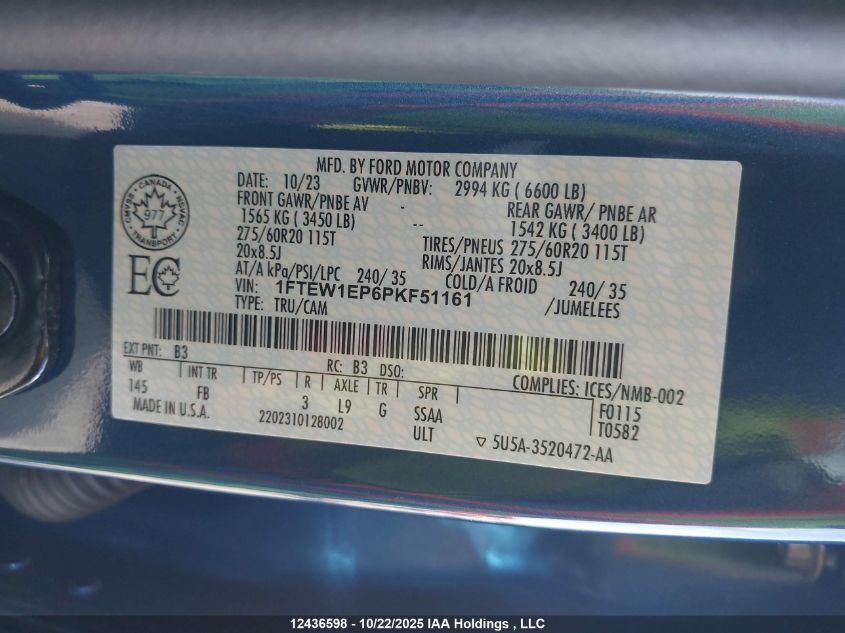 MFD. BY FORD MOTOR COMPANY
DATE: 10/23 GVWR/PNBV: 2994 KG ( 6600 LB)
FRONT GAWR/PNBE AV - REAR GAWR/ PNBE AR
1565 KG ( 3450 LB) -- 1542 KG ( 3400 LB)
275/60R20 115T TIRES/PNEUS 275/60R20 115T
20x8.5J RIMS/JANTES 20x8.5J
AT/A kPa/PSI/LPC 240/ 35 COLD/A FROID 240/ 35
VIN: 1FTEW1EP6PKF51161
TYPE: TRU/CAM /JUMELEES
CANADA
NSVAC
TRANSPORT
977
EC
EXT PNT: B3 RC: B3 DSO:
COMPLIES: ICES/NMB-002
WB INT TR TP/PS R AXLE TR SPR
145 FB 3 L9 G SSAA
ULT
F0115
T0582
MADE IN U.S.A. 2202310128002
▽ 5U5A-3520472-AA
12436598 - 10/22/2025 IAA Holdings , LLC